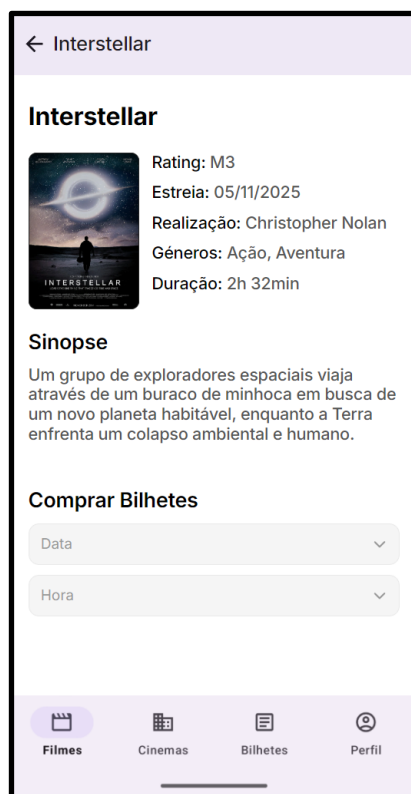 Interstellar
Interstellar
Rating: M3
Estreia: 05/11/2025
Realização: Christopher Nolan
Géneros: Ação, Aventura
Duração: 2h 32min
INTERSTELLAR
Sinopse
Um grupo de exploradores espaciais viaja
através de um buraco de minhoca em busca de
um novo planeta habitável, enquanto a Terra
enfrenta um colapso ambiental e humano.
Comprar Bilhetes
Data
Hora
Filmes
Cinemas
Bilhetes
Perfil